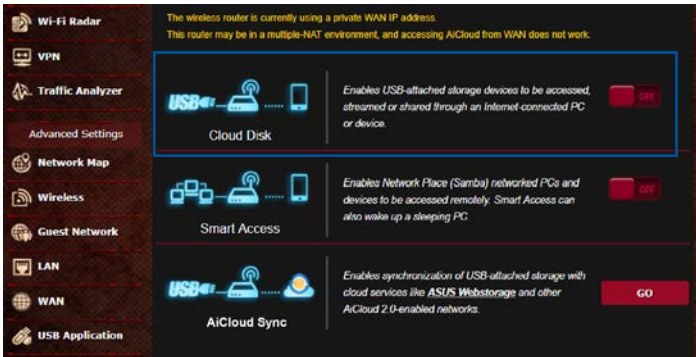 Wi-Fi Radar
VPN
Traffic Analyzer
Advanced Settings
Network Map
Wireless
Guest Network
LAN
WAN
USB Application
The wireless router is currently using a private WAN IP address.
This router may be in a multiple-NAT environment, and accessing AiCloud from WAN does not work.
USB
Cloud Disk
Enables USB-attached storage devices to be accessed,
streamed or shared through an Internet-connected PC
or device.
OFF
Smart Access
Enables Network Place (Samba) networked PCs and
devices to be accessed remotely. Smart Access can
also wake up a sleeping PC.
OFF
USB
AiCloud Sync
Enables synchronization of USB-attached storage with
cloud services like ASUS Webstorage and other
AiCloud 2.0-enabled networks.
GO